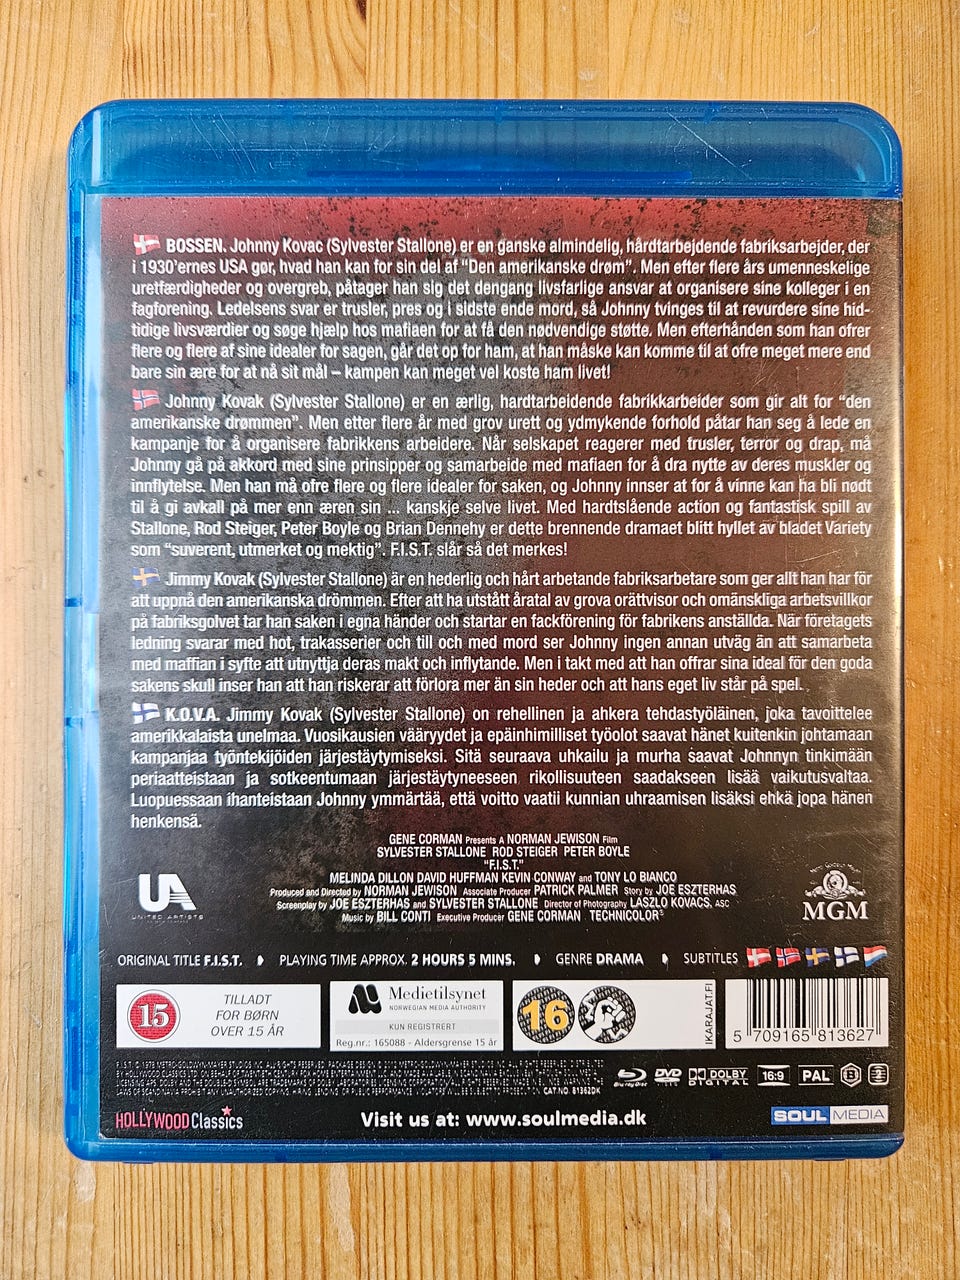 BOSSEN. Johnny Kovac (Sylvester Stallone) er en ganske almindelig, hårdtarbejdende fabriksarbejder, der
i 1930'ernes USA gør, hvad han kan for sin del af "Den amerikanske drøm". Men efter flere års umenneskelige
uretfærdigheder og overgreb, påtager han sig det dengang livsfarlige ansvar at organisere sine kolleger i en
fagforening. Ledelsens svar er trusler, pres og i sidste ende mord, så Johnny tvinges til at revurdere sine hid-
tidige livsværdier og søge hjælp hos mafiaen for at få den nødvendige støtte. Men efterhånden som han ofrer
flere og flere af sine idealer for sagen, går det op for ham, at han måske kan komme til at ofre meget mere end
bare sin ære for at nå sit mål – kampen kan meget vel koste ham livet!
Johnny Kovak (Sylvester Stallone) er en ærlig, hardtarbeidende fabrikkarbeider som gir alt for "den
amerikanske drømmen". Men etter flere år med grov urett og ydmykende forhold påtar han seg å lede en
kampanje for å organisere fabrikkens arbeidere. Når selskapet reagerer med trusler, terror og drap, må
Johnny gå på akkord med sine prinsipper og samarbeide med mafiaen for å dra nytte av deres muskler og
innflytelse. Men han må ofre flere og flere idealer for saken, og Johnny innser at for å vinne kan ha bli nødt
til å gi avkall på mer enn æren sin ... kanskje selve livet. Med hardtslående action og fantastisk spill av
Stallone, Rod Steiger, Peter Boyle og Brian Dennehy er dette brennende dramaet blitt hyllet av bladet Variety
som "suverent, utmerket og mektig". F.I.S.T. slår så det merkes!
Jimmy Kovak (Sylvester Stallone) är en hederlig och hårt arbetande fabriksarbetare som ger allt han har för
att uppnå den amerikanska drömmen. Efter att ha utstått åratal av grova orättvisor och omänskliga arbetsvillkor
på fabriksgolvet tar han saken i egna händer och startar en fackförening för fabrikens anställda. När företagets
ledning svarar med hot, trakasserier och till och med mord ser Johnny ingen annan utväg än att samarbeta
med maffian i syfte att utnyttja deras makt och inflytande. Men i takt med att han offrar sina ideal för den goda
sakens skull inser han att han riskerar att förlora mer än sin heder och att hans eget liv står på spel.
K.O.V.A. Jimmy Kovak (Sylvester Stallone) on rehellinen ja ahkera tehdastyöläinen, joka tavoittelee
amerikkalaista unelmaa. Vuosikausien vääryydet ja epäinhimilliset työolot saavat hänet kuitenkin johtamaan
kampanjaa työntekijöiden järjestäytymiseksi. Sitä seuraava uhkailu ja murha saavat Johnnyn tinkimään
periaatteistaan ja sotkeentumaan järjestäytyneeseen rikollisuuteen saadakseen lisää vaikutusvaltaa.
Luopuessaan ihanteistaan Johnny ymmärtää, että voitto vaatii kunnian uhraamisen lisäksi ehkä jopa hänen
henkensä.
GENE CORMAN Presents A NORMAN JEWISON Film
SYLVESTER STALLONE ROD STEIGER PETER BOYLE
"F.I.S.T."
MELINDA DILLON DAVID HUFFMAN KEVIN CONWAY and TONY LO BIANCO
Produced and Directed by NORMAN JEWISON Associate Producer PATRICK PALMER Story by JOE ESZTERHAS
Screenplay by JOE ESZTERHAS and SYLVESTER STALLONE Director of Photography LASZLO KOVACS, ASC
Music by BILL CONTI Executive Producer GENE CORMAN TECHNICOLOR®
UA
UNITED ARTISTS
MGM
ORIGINAL TITLE F.I.S.T. PLAYING TIME APPROX. 2 HOURS 5 MINS. GENRE DRAMA SUBTITLES
15
TILLADT
FOR BØRN
OVER 15 ÅR
Medietilsynet
NORWEGIAN MEDIA AUTHORITY
KUN REGISTRERT
Reg.nr.: 165088 - Aldersgrense 15 år
16
IKARAJAT.FI
5 709165 813627
CAT.NO. 81362DK
Blu-ray Disc DVD DOLBY DIGITAL 16:9 PAL B 2
HOLLYWOOD Classics
Visit us at: www.soulmedia.dk
SOUL MEDIA